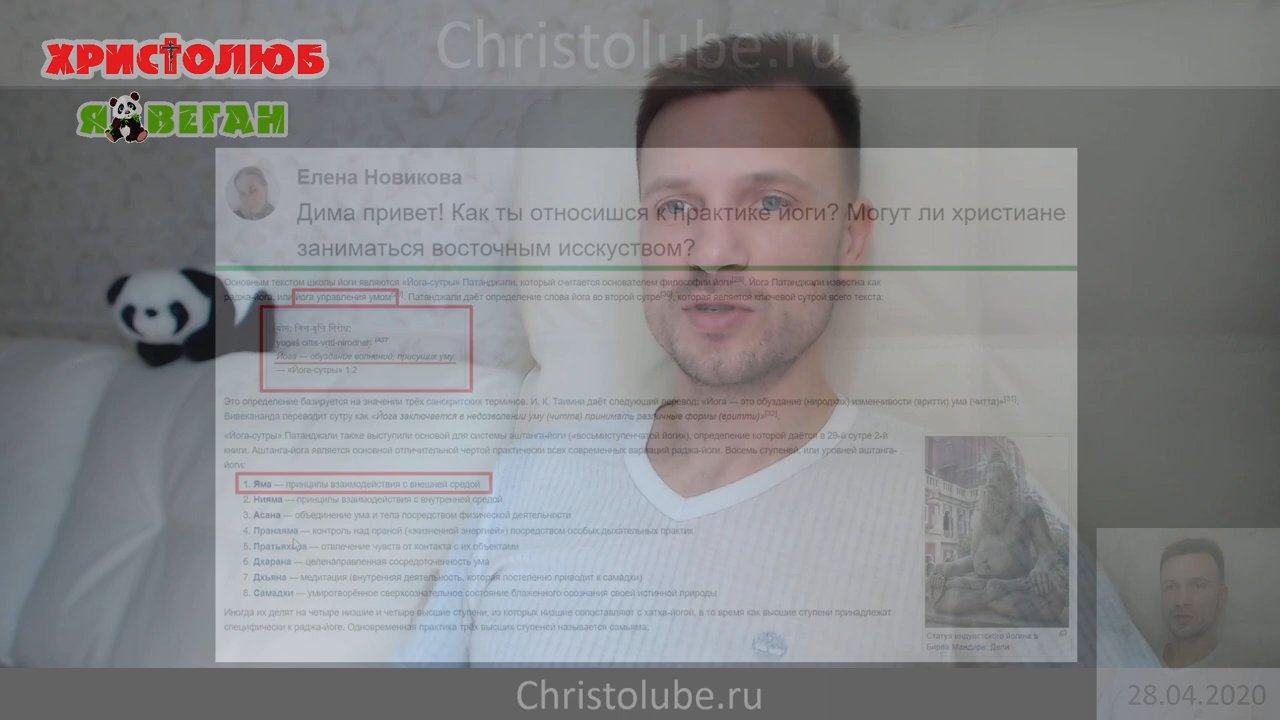 Christolube.ru
ХРИСТОЛЮБ
Я ВЕГАН
Елена Новикова
Дима привет! Как ты относишся к практике йоги? Могут ли христиане
заниматься восточным исскуством?
Основным текстом школы йоги являются «Йога-сутры» Патанджали, который считается основателем философии йоги. Йога Патанджали известна как
раджа-йога, или йога управления умом. Патанджали даёт определение слова йога во второй сутре, которая является ключевой сутрой всего текста:
yogaś citta-vṛtti-nirodhaḥ
Йога — обуздание волнений, присущих уму.
— «Йога-сутры» 1.2
Это определение базируется на значении трёх санскритских терминов. И. К. Таимни даёт следующий перевод: «Йога — это обуздание (ниродхах) изменчивости (вритти) ума (читта)»[31].
Вивекананда переводит сутру как «Йога заключается в недозволении уму (читта) принимать различные формы (вритти)»[32].
«Йога-сутры» Патанджали также выступили основой для системы аштанга-йоги («восьмиступенчатой йоги»), определение которой даётся в 29-й сутре 2-й
книги. Аштанга-йога является основной отличительной чертой практически всех современных вариаций раджа-йоги. Восемь ступеней, или уровней аштанга-
йоги:
1. Яма — принципы взаимодействия с внешней средой
2. Нияма — принципы взаимодействия с внутренней средой
3. Асана — объединение ума и тела посредством физической деятельности
4. Пранаяма — контроль над праной («жизненной энергией») посредством особых дыхательных практик
5. Пратьяхара — отвлечение чувств от контакта с их объектами
6. Дхарана — целенаправленная сосредоточенность ума
7. Дхьяна — медитация (внутренняя деятельность, которая постепенно приводит к самадхи)
8. Самадхи — умиротворённое сверхсознательное состояние блаженного осознания своей истинной природы
Иногда их делят на четыре низшие и четыре высшие ступени, из которых низшие сопоставляют с хатха-йогой, в то время как высшие ступени принадлежат
специфически к раджа-йоге. Одновременная практика трёх высших ступеней называется самьяма.
Статуя индуистского йогина в
Бирла Мандире, Дели
Christolube.ru
28.04.2020